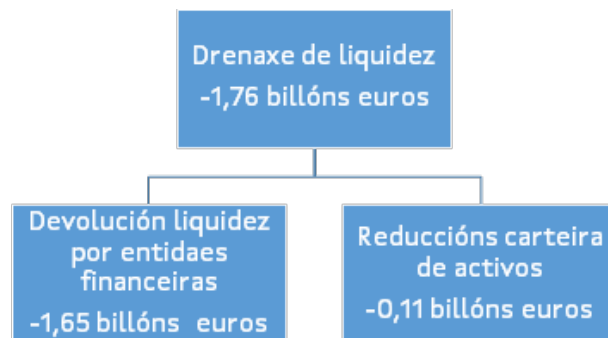 Drenaxe de liquidez
-1,76 billóns euros
Devolución liquidez
por entidaes
financeiras
-1,65 billóns euros
Reduccións carteira
de activos
-0,11 billóns euros